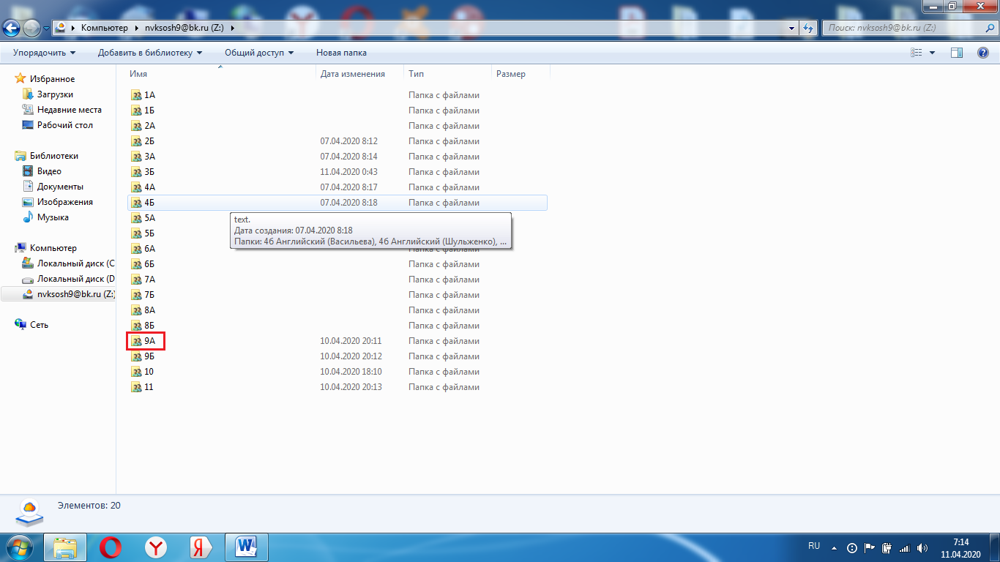 Компьютер nvksosh9@bk.ru (Z:)
Поиск: nvksosh9@bk.ru (Z:)
Упорядочить Добавить в библиотеку Общий доступ Новая папка
Избранное
Загрузки
Недавние места
Рабочий стол
Библиотеки
Видео
Документы
Изображения
Музыка
Компьютер
Локальный диск (C
Локальный диск (D
nvksosh9@bk.ru (Z:)
Сеть
Имя Дата изменения Тип Размер
1А Папка с файлами
1Б Папка с файлами
2А Папка с файлами
2Б 07.04.2020 8:12 Папка с файлами
3А 07.04.2020 8:14 Папка с файлами
3Б 11.04.2020 0:43 Папка с файлами
4А 07.04.2020 8:17 Папка с файлами
4Б 07.04.2020 8:18 Папка с файлами
5А
5Б
6А Папка с файлами
6Б Папка с файлами
7А Папка с файлами
7Б Папка с файлами
8А Папка с файлами
8Б Папка с файлами
9А 10.04.2020 20:11 Папка с файлами
9Б 10.04.2020 20:12 Папка с файлами
10 10.04.2020 18:10 Папка с файлами
11 10.04.2020 20:13 Папка с файлами
text.
Дата создания: 07.04.2020 8:18
Папки: 4б Английский (Васильева), 4б Английский (Шульженко), ...
Элементов: 20
RU
7:14
11.04.2020